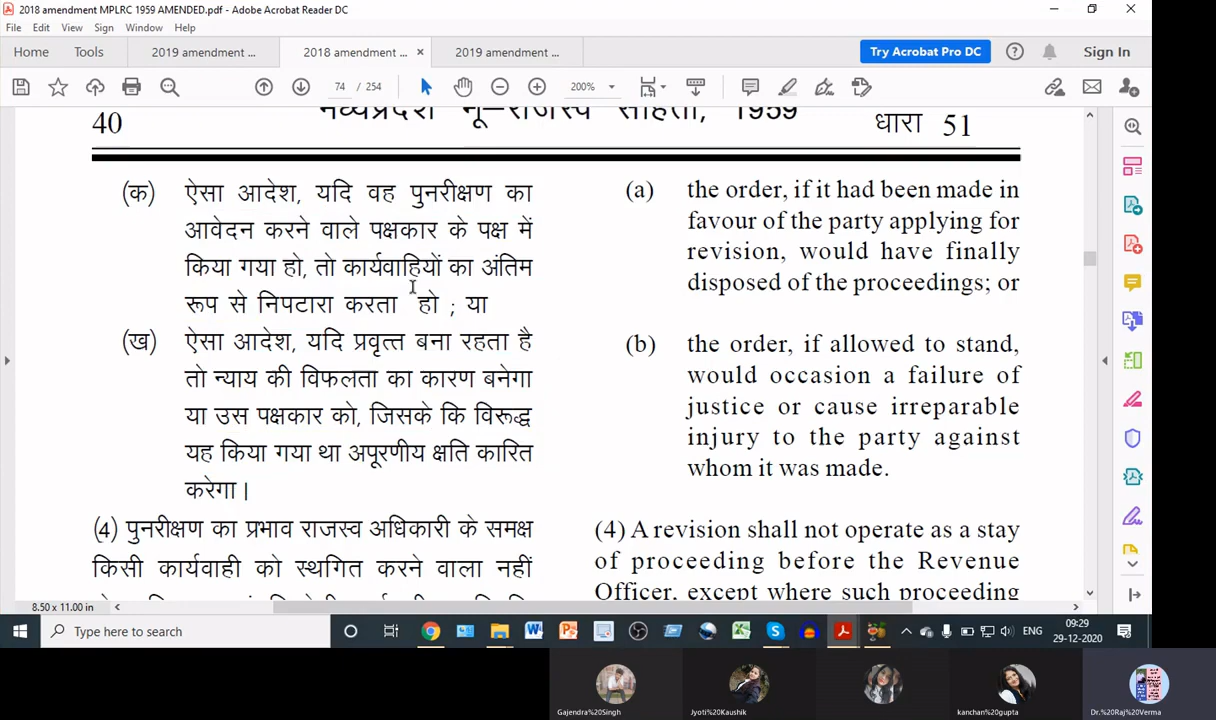 2018 amendment MPLRC 1959 AMENDED.pdf - Adobe Acrobat Reader DC
File Edit View Sign Window Help
Home Tools 2019 amendment ... 2018 amendment ... × 2019 amendment ... Try Acrobat Pro DC Sign In
74 / 254 200%
40 मध्यप्रदेश भू–राजस्व संहिता, 1959 धारा 51
(क) ऐसा आदेश, यदि वह पुनरीक्षण का
आवेदन करने वाले पक्षकार के पक्ष में
किया गया हो, तो कार्यवाहियों का अंतिम
रूप से निपटारा करता हो ; या
(ख) ऐसा आदेश, यदि प्रवृत्त बना रहता है
तो न्याय की विफलता का कारण बनेगा
या उस पक्षकार को, जिसके कि विरूद्ध
यह किया गया था अपूरणीय क्षति कारित
करेगा।
(4) पुनरीक्षण का प्रभाव राजस्व अधिकारी के समक्ष
किसी कार्यवाही को स्थगित करने वाला नहीं
(a) the order, if it had been made in
favour of the party applying for
revision, would have finally
disposed of the proceedings; or
(b) the order, if allowed to stand,
would occasion a failure of
justice or cause irreparable
injury to the party against
whom it was made.
(4) A revision shall not operate as a stay
of proceeding before the Revenue
Officer, except where such proceeding
8.50 x 11.00 in
Type here to search
ENG
09:29
29-12-2020
Gajendra%20Singh Jyoti%20Kaushik kanchan%20gupta Dr.%20Raj%20Verma